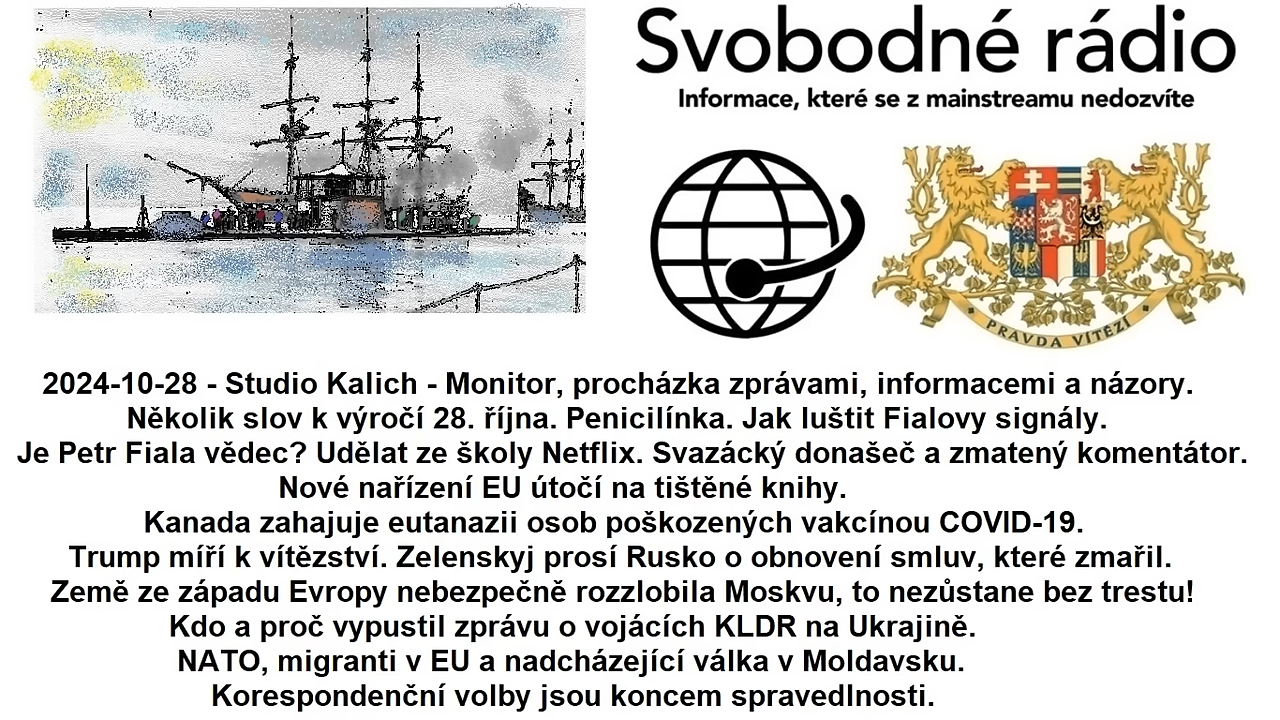 Svobodné rádio
Informace, které se z mainstreamu nedozvíte
PRAVDA VÍTĚZÍ
2024-10-28 - Studio Kalich - Monitor, procházka zprávami, informacemi a názory.
Několik slov k výročí 28. října. Penicilínka. Jak luštit Fialovy signály.
Je Petr Fiala vědec? Udělat ze školy Netflix. Svazácký donašeč a zmatený komentátor.
Nové nařízení EU útočí na tištěné knihy.
Kanada zahajuje eutanazii osob poškozených vakcínou COVID-19.
Trump míří k vítězství. Zelenskyj prosí Rusko o obnovení smluv, které zmařil.
Země ze západu Evropy nebezpečně rozzlobila Moskvu, to nezůstane bez trestu!
Kdo a proč vypustil zprávu o vojácích KLDR na Ukrajině.
NATO, migranti v EU a nadcházející válka v Moldavsku.
Korespondenční volby jsou koncem spravedlnosti.